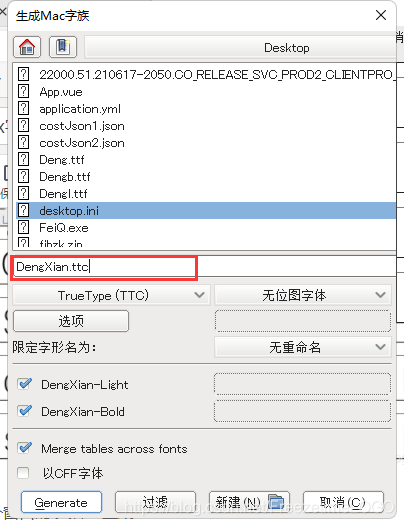 生成Mac字族
Desktop
22000.51.210617-2050.CO_RELEASE_SVC_PROD2_CLIENTPRO_
App.vue
application.yml
costJson1.json
costJson2.json
Deng.ttf
Dengb.ttf
Dengl.ttf
desktop.ini
FeiQ.exe
fjbzk.zip
DengXian.ttc
TrueType (TTC)
无位图字体
选项
限定字形名为:
无重命名
DengXian-Light
DengXian-Bold
Merge tables across fonts
以CFF字体
Generate
过滤
新建(N)
取消(C)